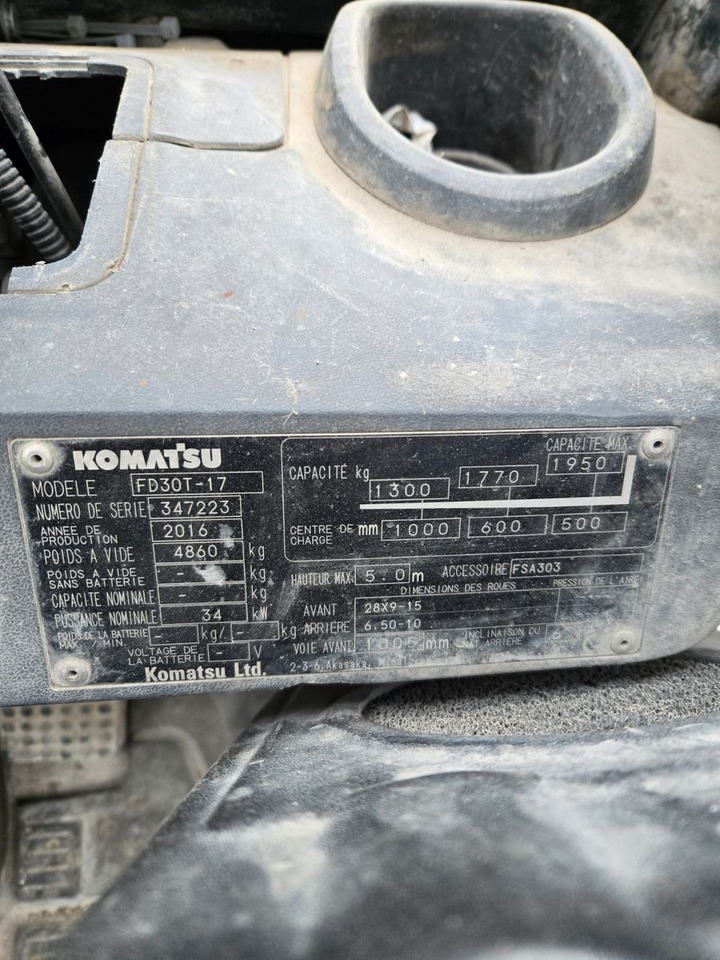 KOMATSU
MODELE FD30T-17
NUMERO DE SERIE 347223
ANNEE DE PRODUCTION 2016
POIDS A VIDE 4860 kg
POIDS A VIDE SANS BATTERIE - kg
CAPACITE NOMINALE -
PUISSANCE NOMINALE 34 kW
POIDS DE LA BATTERIE MAX. / MIN. - kg/ - kg
VOLTAGE DE LA BATTERIE - V
Komatsu Ltd.
CAPACITE MAX.
CAPACITÉ kg 1300 1770 1950
CENTRE DE CHARGE mm 1000 600 500
HAUTEUR MAX. 5.0 m ACCESSOIRE FSA303
DIMENSIONS DES ROUES PRESSION DE L'AIRE
AVANT 28X9-15
ARRIÈRE 6.50-10
VOIE AVANT 1005 mm INCLINAISON DU MAT ARRIERE
2-3-6, Akasaka,